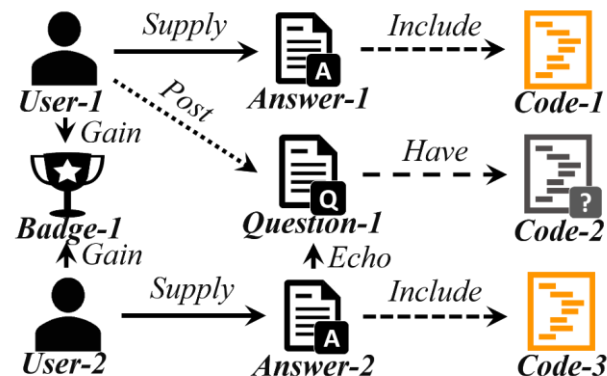 Supply
Include
A
User-1
Answer-1
Code-1
Post
Gain
Have
Q
?
Badge-1
Question-1
Code-2
Gain
Echo
Supply
Include
A
User-2
Answer-2
Code-3